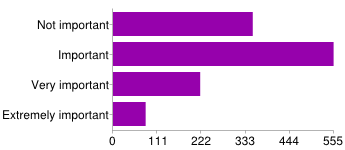 Not important
Important
Very important
Extremely important
0 111 222 333 444 555